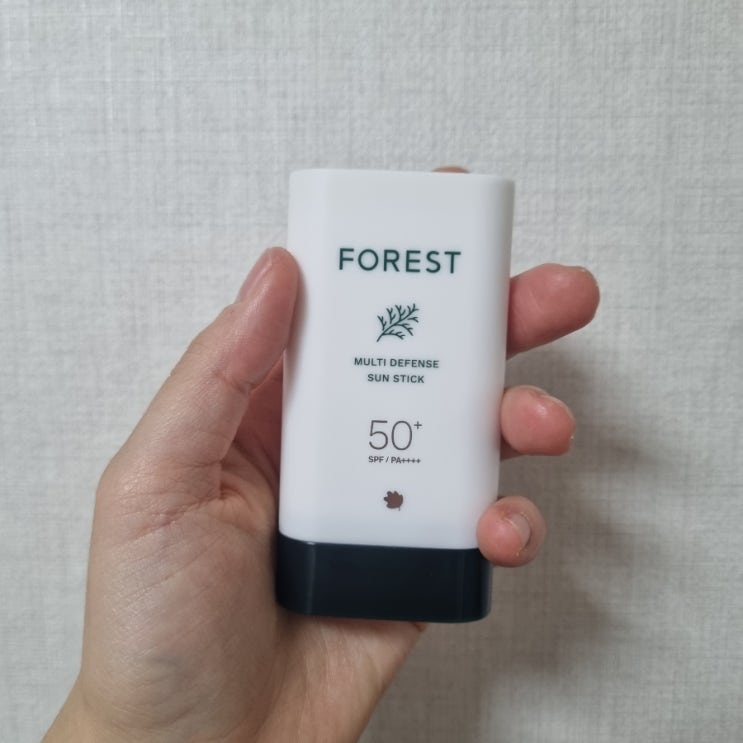 FOREST
MULTI DEFENSE
SUN STICK
50+
SPF / PA++++